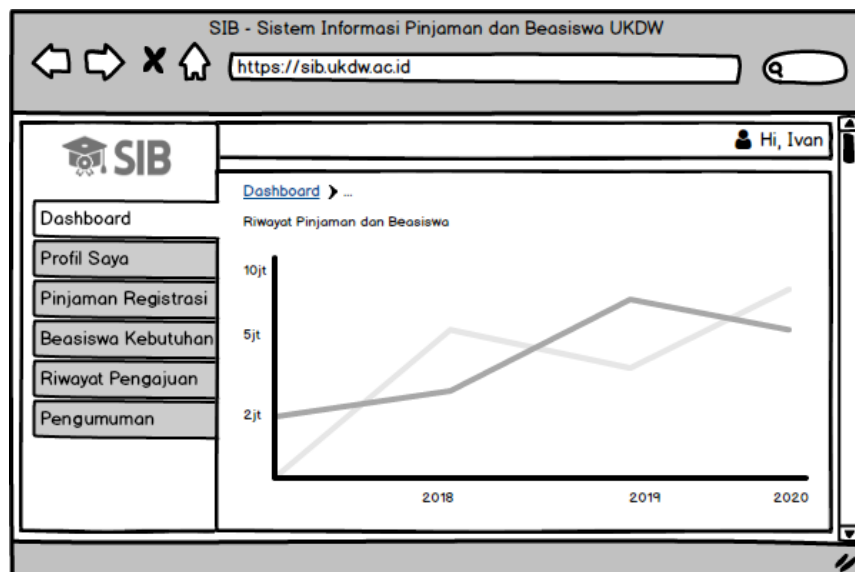 SIB - Sistem Informasi Pinjaman dan Beasiswa UKDW
https://sib.ukdw.ac.id
SIB
Hi, Ivan
Dashboard
Profil Saya
Pinjaman Registrasi
Beasiswa Kebutuhan
Riwayat Pengajuan
Pengumuman
Dashboard ❯ ...
Riwayat Pinjaman dan Beasiswa
10jt
5jt
2jt
2018 2019 2020